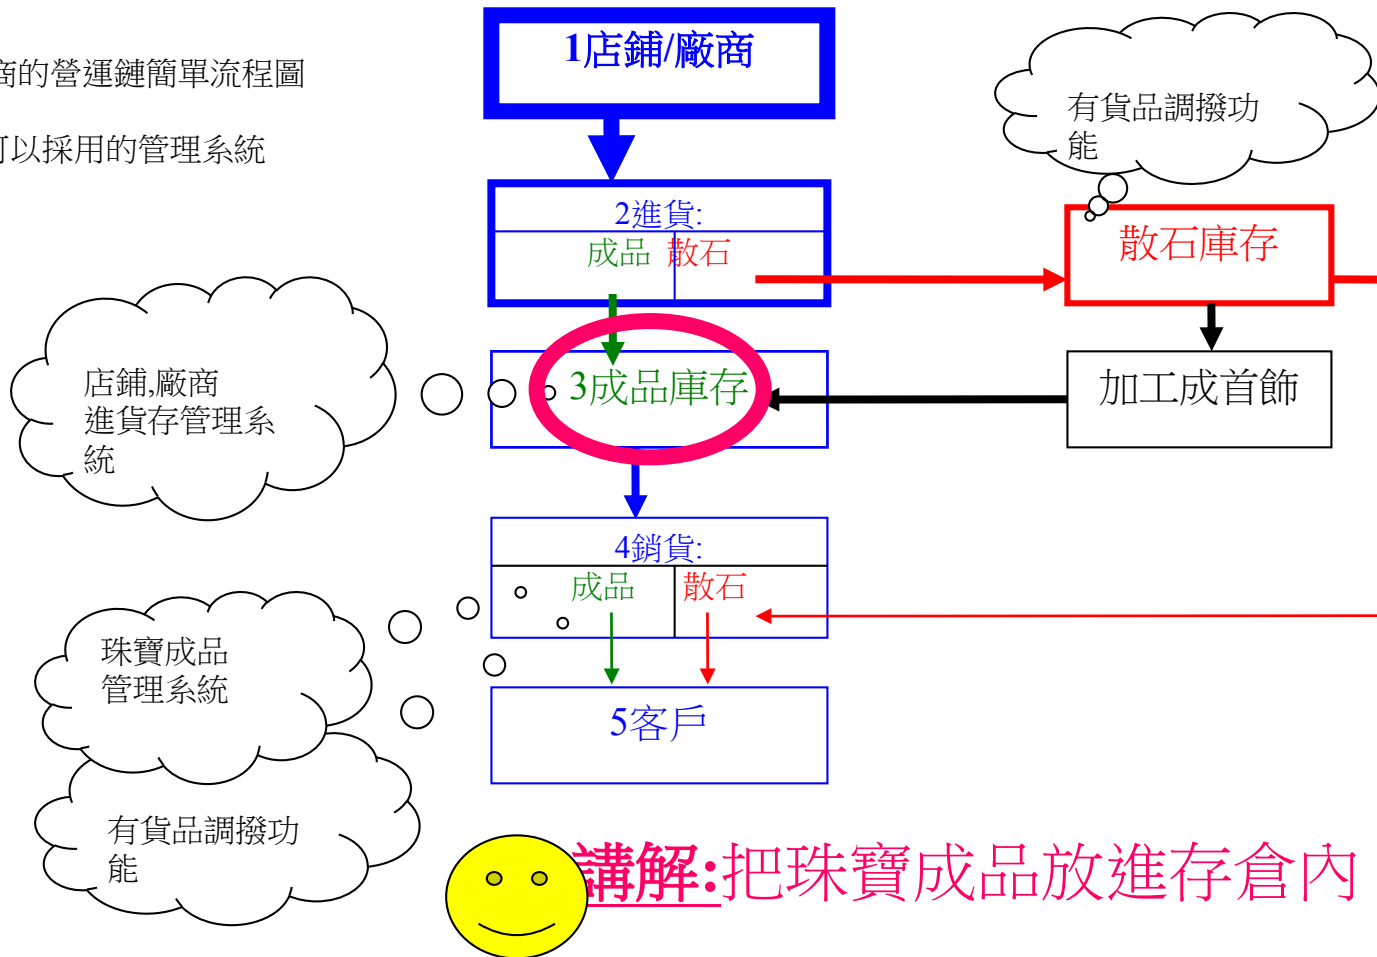 1店鋪/廠商
商的營運鏈簡單流程圖
可以採用的管理系統
有貨品調撥功
能
2進貨:
成品 散石
散石庫存
店鋪,廠商
進貨存管理系
統
3成品庫存
加工成首飾
4銷貨:
成品 散石
珠寶成品
管理系統
5客戶
有貨品調撥功
能
講解:把珠寶成品放進存倉內